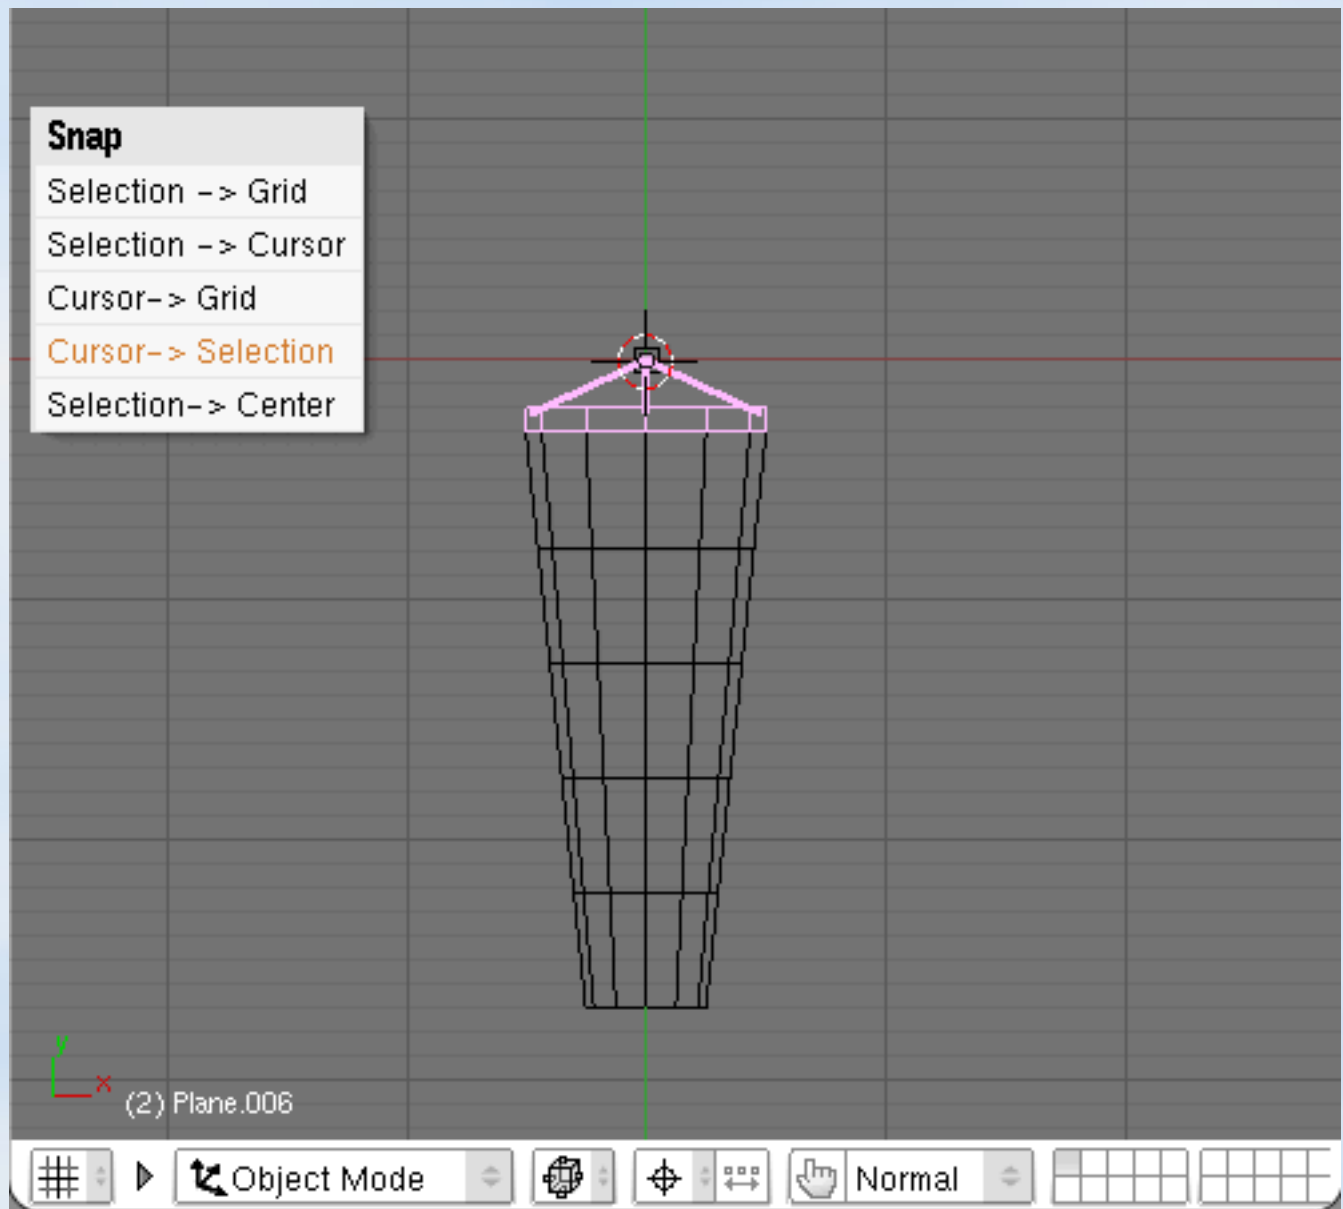 Snap
Selection -> Grid
Selection -> Cursor
Cursor-> Grid
Cursor-> Selection
Selection-> Center
y
x
(2) Plane.006
Object Mode
Normal